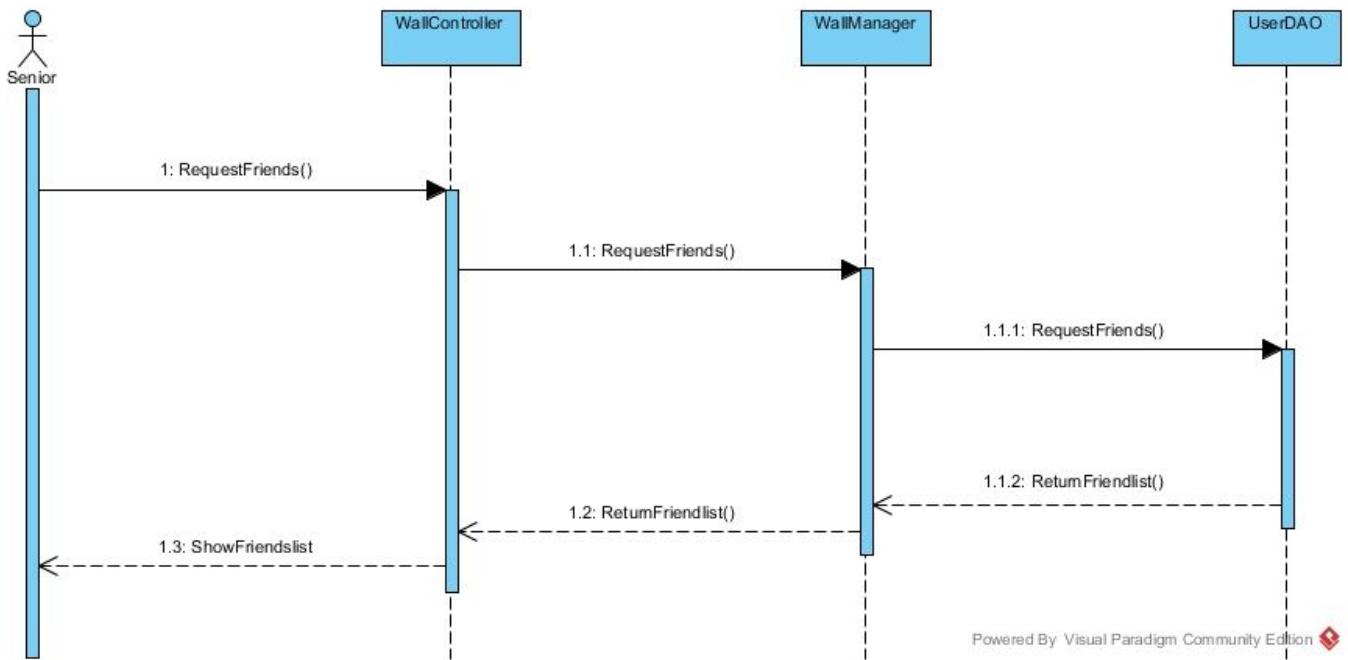 WallController
WallManager
UserDAO
Senior
1: RequestFriends()
1.1: RequestFriends()
1.1.1: RequestFriends()
1.1.2: ReturnFriendlist()
1.2: ReturnFriendlist()
1.3: ShowFriendslist
Powered By Visual Paradigm Community Edition